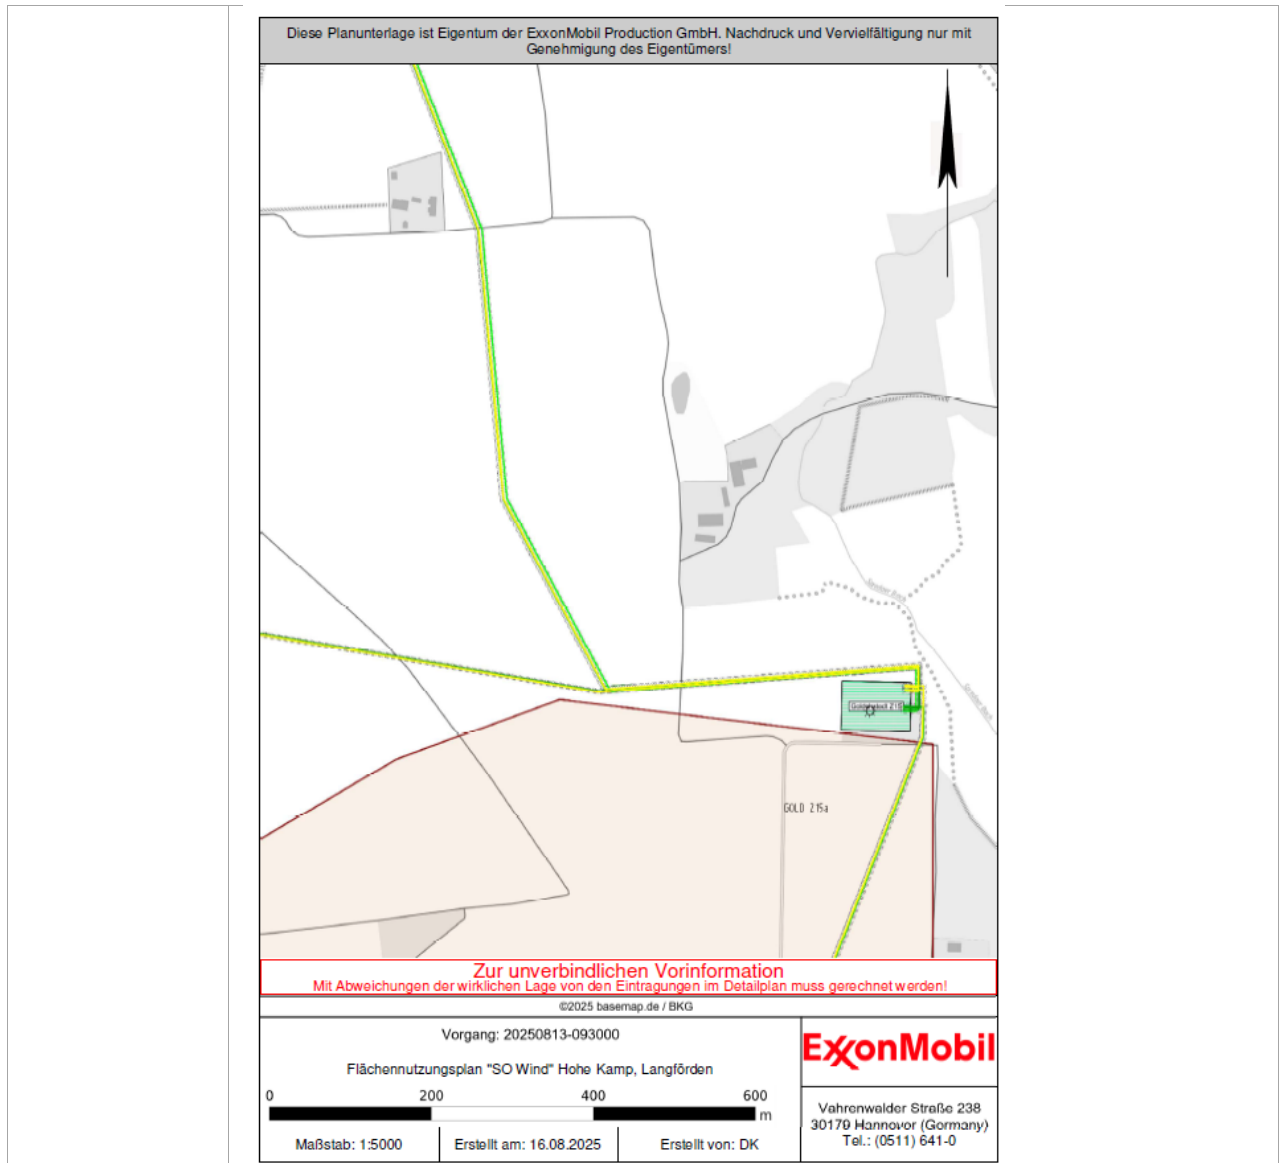 Diese Planunterlage ist Eigentum der ExxonMobil Production GmbH. Nachdruck und Vervielfältigung nur mit
Genehmigung des Eigentümers!
GOLD 215a
Zur unverbindlichen Vorinformation
Mit Abweichungen der wirklichen Lage von den Eintragungen im Detailplan muss gerechnet werden!
©2025 basemap.de / BKG
Vorgang: 20250813-093000
Flächennutzungsplan "SO Wind" Hohe Kamp, Langförden
0 200 400 600
m
Maßstab: 1:5000
Erstellt am: 16.08.2025
Erstellt von: DK
ExxonMobil
Vahrenwalder Straße 238
30179 Hannover (Germany)
Tel.: (0511) 641-0